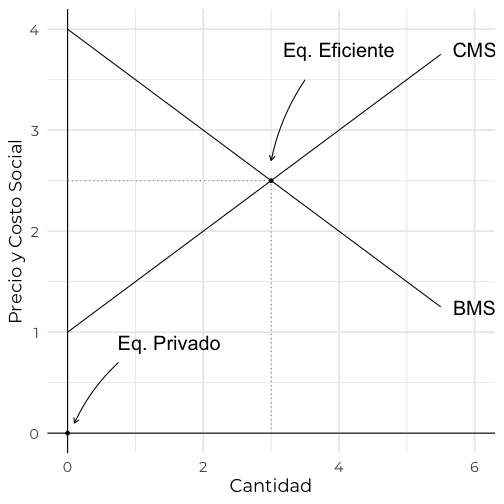 4
3
2
1
0
Precio y Costo Social
Eq. Eficiente
CMS
BMS
Eq. Privado
0
2
4
6
Cantidad